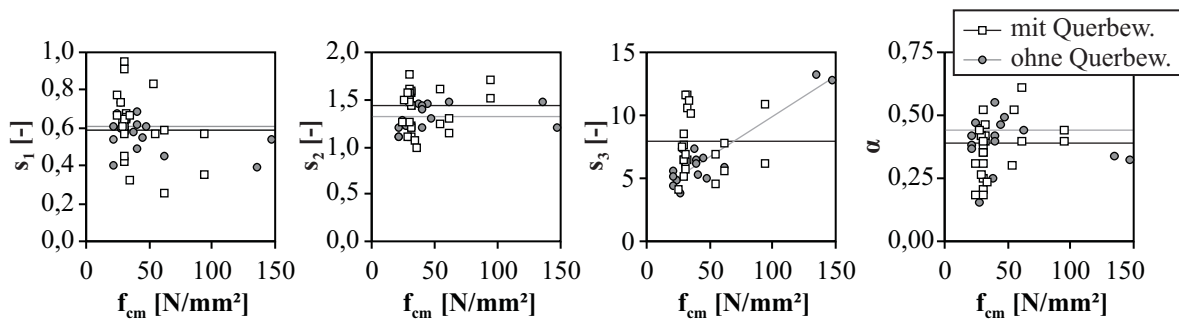 mit Querbew.
ohne Querbew.
s1 [-]
1,0
0,8
0,6
0,4
0,2
0,0
0 50 100 150
fcm [N/mm²]
s2 [-]
2,0
1,5
1,0
0,5
0,0
0 50 100 150
fcm [N/mm²]
s3 [-]
15
10
5
0
0 50 100 150
fcm [N/mm²]
α
0,75
0,50
0,25
0,00
0 50 100 150
fcm [N/mm²]